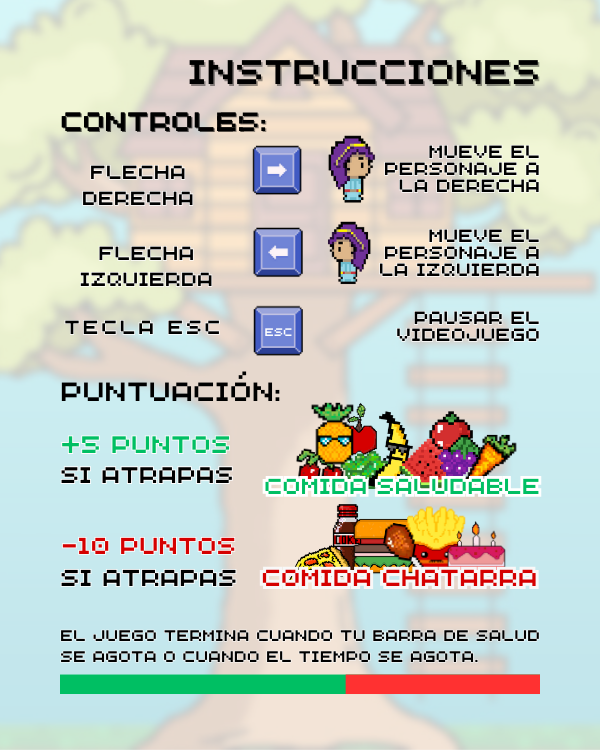 INSTRUCCIONES
CONTROLES:
FLECHA
DERECHA
MUEVE EL
PERSONAJE A
LA DERECHA
FLECHA
IZQUIERDA
MUEVE EL
PERSONAJE A
LA IZQUIERDA
TECLA ESC
ESC
PAUSAR EL
VIDEOJUEGO
PUNTUACIÓN:
+5 PUNTOS
SI ATRAPAS
COMIDA SALUDABLE
-10 PUNTOS
SI ATRAPAS
COMIDA CHATARRA
EL JUEGO TERMINA CUANDO TU BARRA DE SALUD
SE AGOTA O CUANDO EL TIEMPO SE AGOTA.